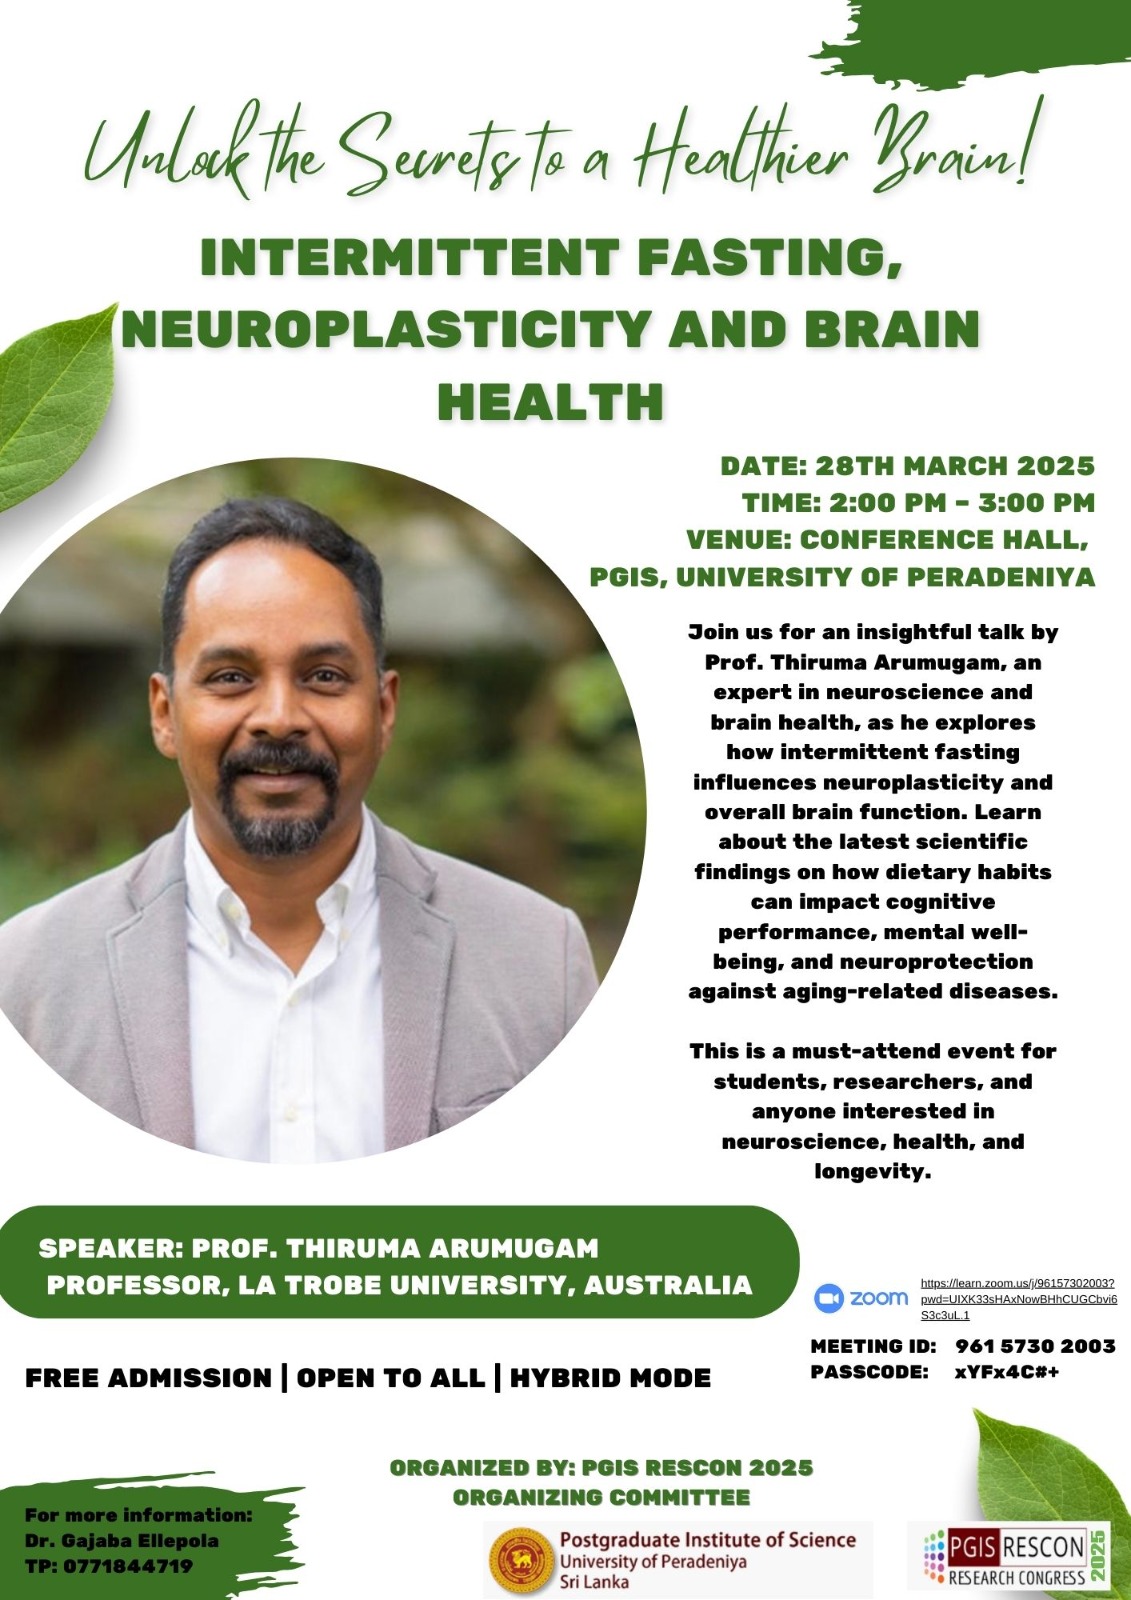 Unlock the Secrets to a Healthier Brain!
INTERMITTENT FASTING,
NEUROPLASTICITY AND BRAIN
HEALTH
DATE: 28TH MARCH 2025
TIME: 2:00 PM – 3:00 PM
VENUE: CONFERENCE HALL,
PGIS, UNIVERSITY OF PERADENIYA
Join us for an insightful talk by
Prof. Thiruma Arumugam, an
expert in neuroscience and
brain health, as he explores
how intermittent fasting
influences neuroplasticity and
overall brain function. Learn
about the latest scientific
findings on how dietary habits
can impact cognitive
performance, mental well-
being, and neuroprotection
against aging-related diseases.
This is a must-attend event for
students, researchers, and
anyone interested in
neuroscience, health, and
longevity.
SPEAKER: PROF. THIRUMA ARUMUGAM
PROFESSOR, LA TROBE UNIVERSITY, AUSTRALIA
zoom
https://learn.zoom.us/j/96157302003?
pwd=UIXK33sHAxNowBHhCUGCbvi6
S3c3uL.1
MEETING ID: 961 5730 2003
PASSCODE: xYFx4C#+
FREE ADMISSION | OPEN TO ALL | HYBRID MODE
ORGANIZED BY: PGIS RESCON 2025
ORGANIZING COMMITTEE
For more information:
Dr. Gajaba Ellepola
TP: 0771844719
Postgraduate Institute of Science
University of Peradeniya
Sri Lanka
PGIS RESCON
RESEARCH CONGRESS
2025